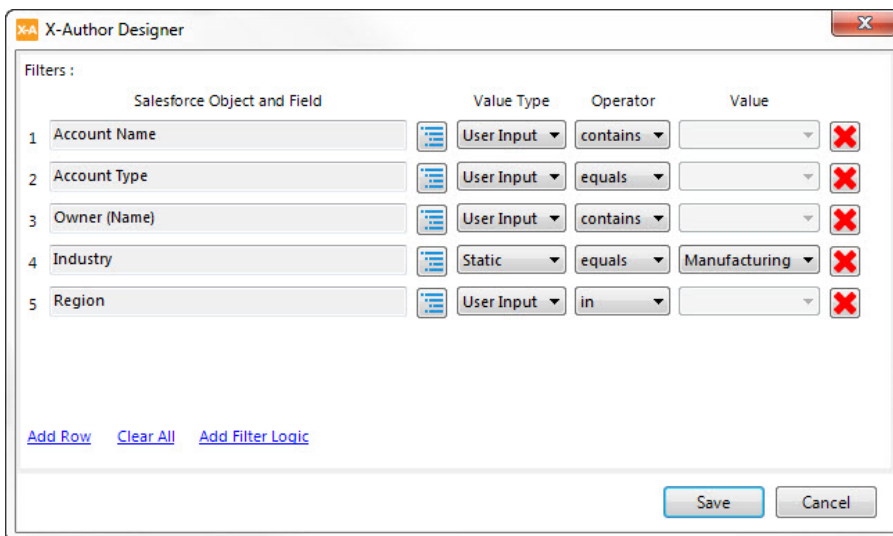 X-A X-Author Designer
Filters :
Salesforce Object and Field Value Type Operator Value
1 Account Name User Input contains
2 Account Type User Input equals
3 Owner (Name) User Input contains
4 Industry Static equals Manufacturing
5 Region User Input in
Add Row Clear All Add Filter Logic
Save Cancel